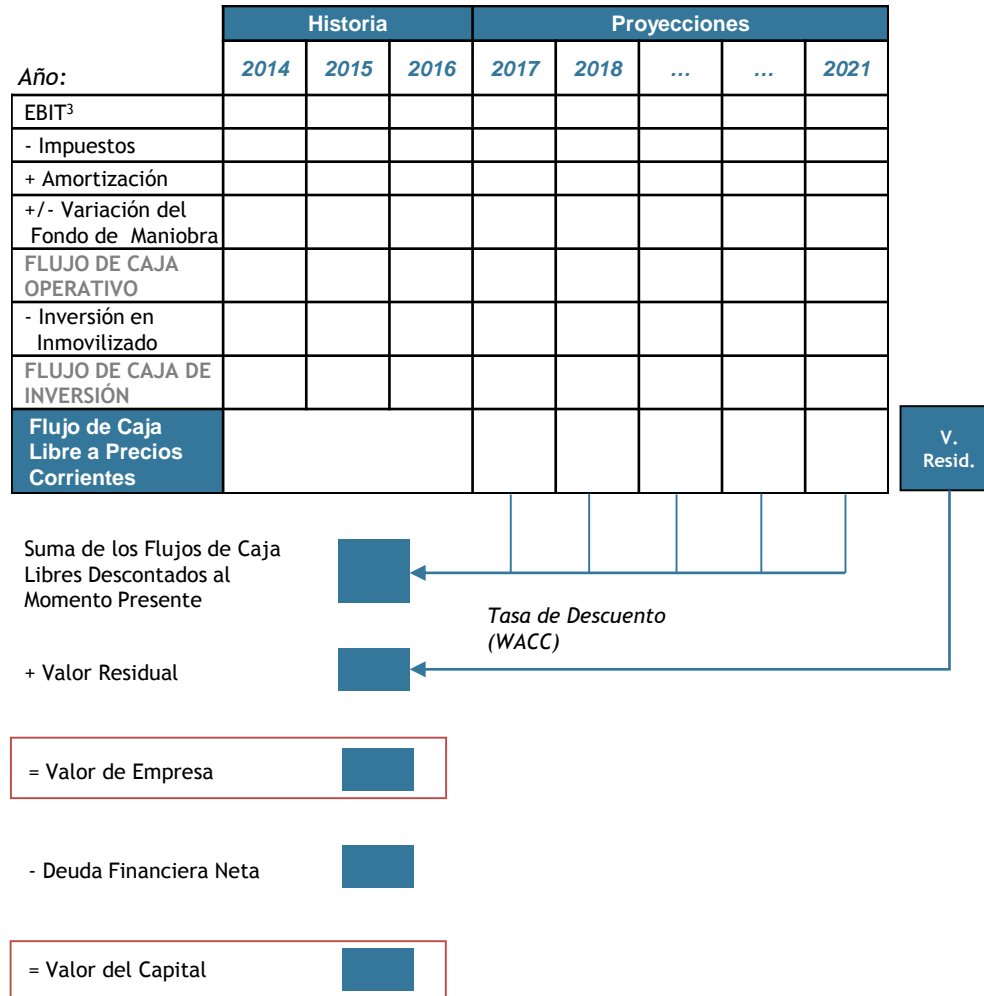 Historia Proyecciones
Año: 2014 2015 2016 2017 2018 ... ... 2021
EBIT³
- Impuestos
+ Amortización
+/- Variación del
Fondo de Maniobra
FLUJO DE CAJA
OPERATIVO
- Inversión en
Inmovilizado
FLUJO DE CAJA DE
INVERSIÓN
Flujo de Caja
Libre a Precios
Corrientes
V.
Resid.
Suma de los Flujos de Caja
Libres Descontados al
Momento Presente
Tasa de Descuento
(WACC)
+ Valor Residual
= Valor de Empresa
- Deuda Financiera Neta
= Valor del Capital